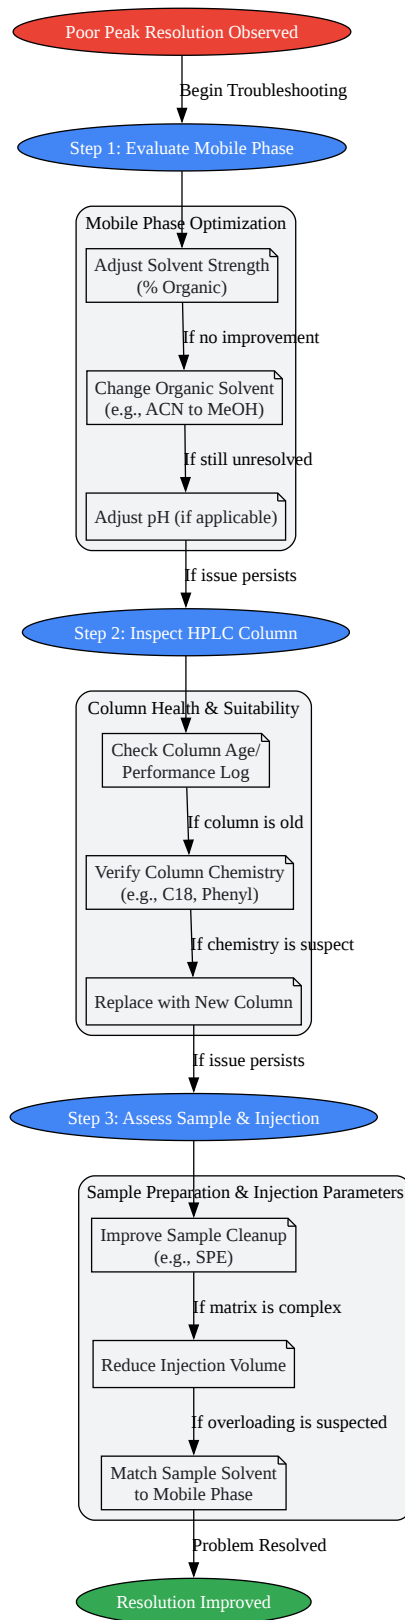 Poor Peak Resolution Observed
Begin Troubleshooting
Step 1: Evaluate Mobile Phase
Mobile Phase Optimization
Adjust Solvent Strength
(% Organic)
If no improvement
Change Organic Solvent
(e.g., ACN to MeOH)
If still unresolved
Adjust pH (if applicable)
If issue persists
Step 2: Inspect HPLC Column
Column Health & Suitability
Check Column Age/
Performance Log
If column is old
Verify Column Chemistry
(e.g., C18, Phenyl)
If chemistry is suspect
Replace with New Column
If issue persists
Step 3: Assess Sample & Injection
Sample Preparation & Injection Parameters
Improve Sample Cleanup
(e.g., SPE)
If matrix is complex
Reduce Injection Volume
If overloading is suspected
Match Sample Solvent
to Mobile Phase
Problem Resolved
Resolution Improved